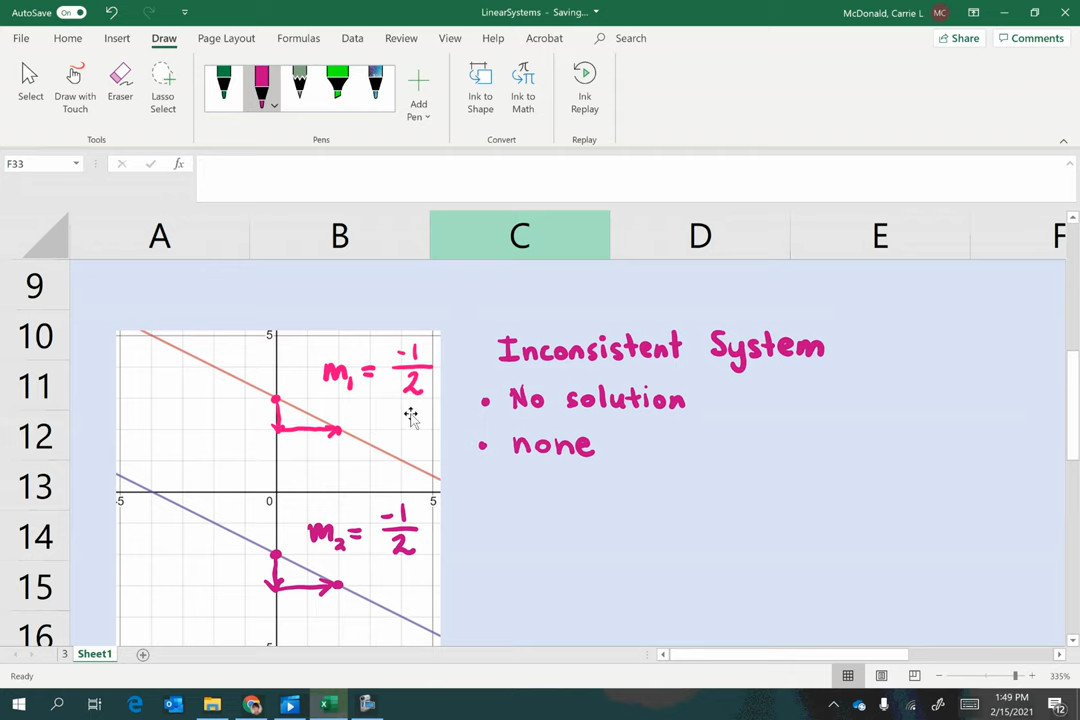 AutoSave On LinearSystems - Saving... McDonald, Carrie L MC
File Home Insert Draw Page Layout Formulas Data Review View Help Acrobat Search Share Comments
Select Draw with Touch Eraser Lasso Select Add Pen Ink to Shape Ink to Math Ink Replay
Tools Pens Convert Replay
F33 fx
A B C D E F
9
10
11
12
13
14
15
16
5
m₁ = -1/2
-5 0 5
m₂ = -1/2
5
Inconsistent System
• No solution
• none
3 Sheet1
Ready 335%
1:49 PM
2/15/2021
12